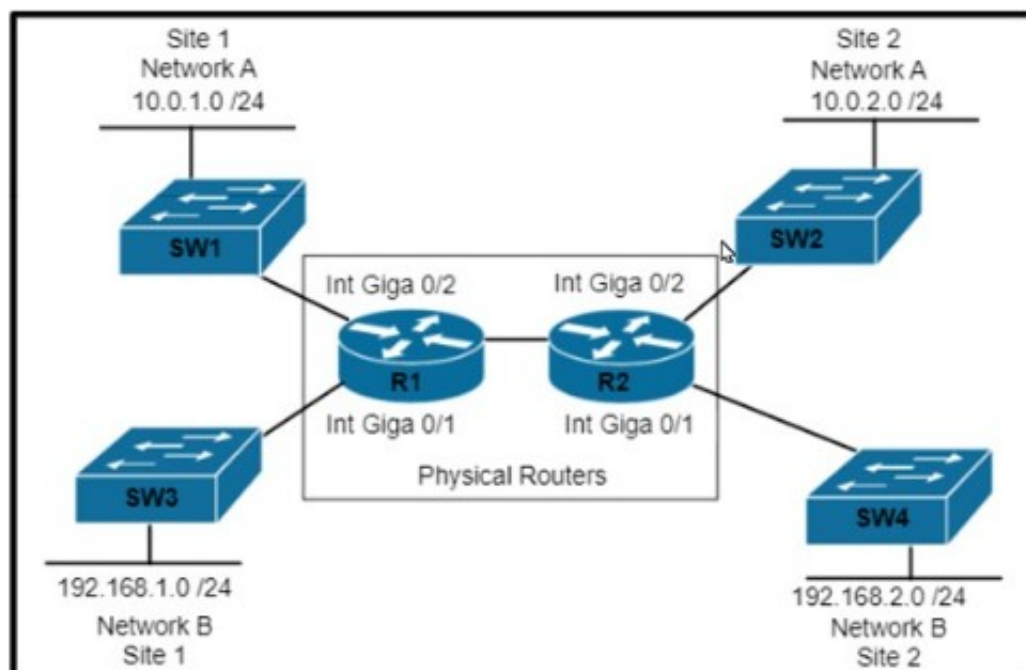 Site 1
Network A
10.0.1.0 /24
Site 2
Network A
10.0.2.0 /24
SW1
SW2
Int Giga 0/2
Int Giga 0/2
R1
R2
Int Giga 0/1
Int Giga 0/1
Physical Routers
SW3
SW4
192.168.1.0 /24
Network B
Site 1
192.168.2.0 /24
Network B
Site 2